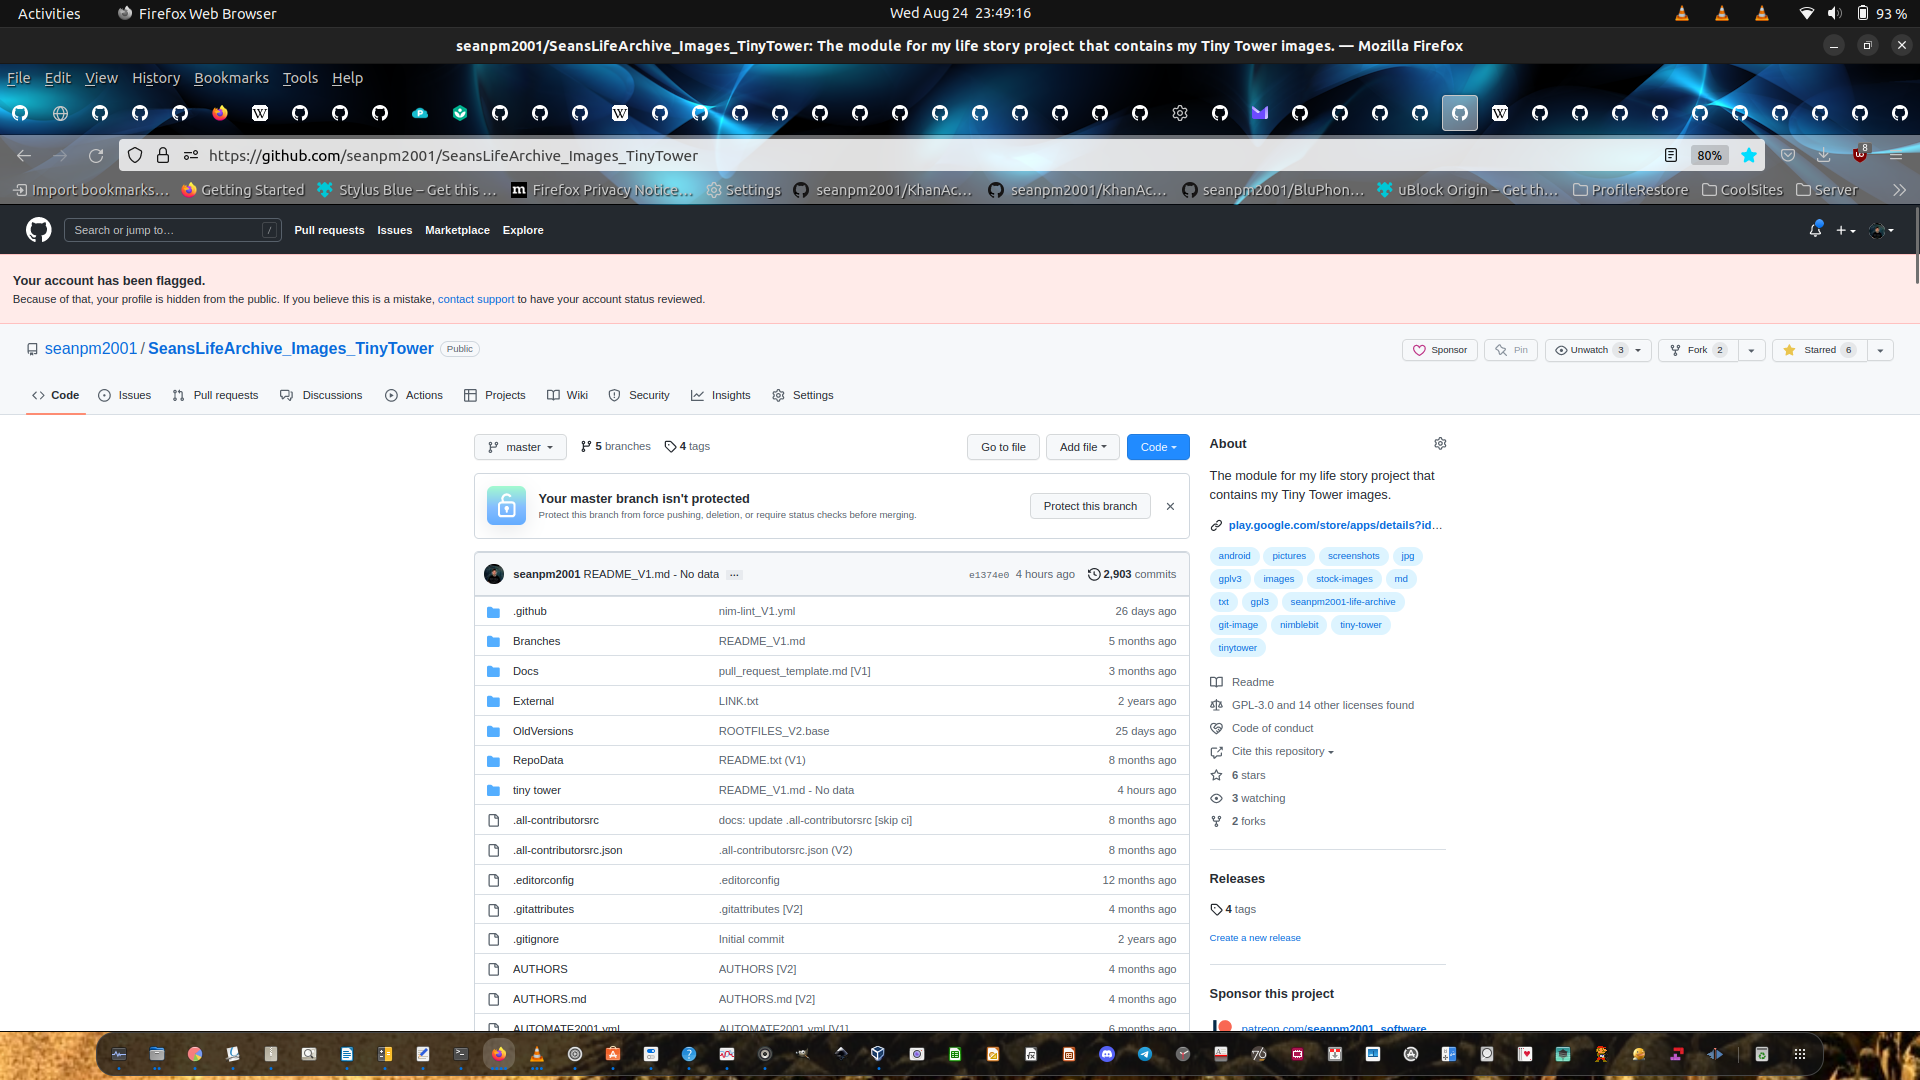 Activities
Firefox Web Browser
Wed Aug 24 23:49:16
93 %
seanpm2001/SeansLifeArchive_Images_TinyTower: The module for my life story project that contains my Tiny Tower images. — Mozilla Firefox
File Edit View History Bookmarks Tools Help
https://github.com/seanpm2001/SeansLifeArchive_Images_TinyTower
80%
8
Import bookmarks… Getting Started Stylus Blue – Get this … Firefox Privacy Notice… Settings seanpm2001/KhanAc… seanpm2001/KhanAc… seanpm2001/BluPhon… uBlock Origin – Get th… ProfileRestore CoolSites Server
Search or jump to… /
Pull requests Issues Marketplace Explore
Your account has been flagged.
Because of that, your profile is hidden from the public. If you believe this is a mistake, contact support to have your account status reviewed.
seanpm2001 / SeansLifeArchive_Images_TinyTower Public
Sponsor Pin Unwatch 3 Fork 2 Starred 6
Code Issues Pull requests Discussions Actions Projects Wiki Security Insights Settings
master 5 branches 4 tags
Go to file Add file Code
Your master branch isn't protected
Protect this branch from force pushing, deletion, or require status checks before merging.
Protect this branch
seanpm2001 README_V1.md - No data … e1374e0 4 hours ago 2,903 commits
.github nim-lint_V1.yml 26 days ago
Branches README_V1.md 5 months ago
Docs pull_request_template.md [V1] 3 months ago
External LINK.txt 2 years ago
OldVersions ROOTFILES_V2.base 25 days ago
RepoData README.txt (V1) 8 months ago
tiny tower README_V1.md - No data 4 hours ago
.all-contributorsrc docs: update .all-contributorsrc [skip ci] 8 months ago
.all-contributorsrc.json .all-contributorsrc.json (V2) 8 months ago
.editorconfig .editorconfig 12 months ago
.gitattributes .gitattributes [V2] 4 months ago
.gitignore Initial commit 2 years ago
AUTHORS AUTHORS [V2] 4 months ago
AUTHORS.md AUTHORS.md [V2] 4 months ago
AUTOMATE2001.yml AUTOMATE2001.yml [V1] 6 months ago
About
The module for my life story project that
contains my Tiny Tower images.
play.google.com/store/apps/details?id…
android pictures screenshots jpg
gplv3 images stock-images md
txt gpl3 seanpm2001-life-archive
git-image nimblebit tiny-tower
tinytower
Readme
GPL-3.0 and 14 other licenses found
Code of conduct
Cite this repository
6 stars
3 watching
2 forks
Releases
4 tags
Create a new release
Sponsor this project
patreon.com/seanpm2001_software